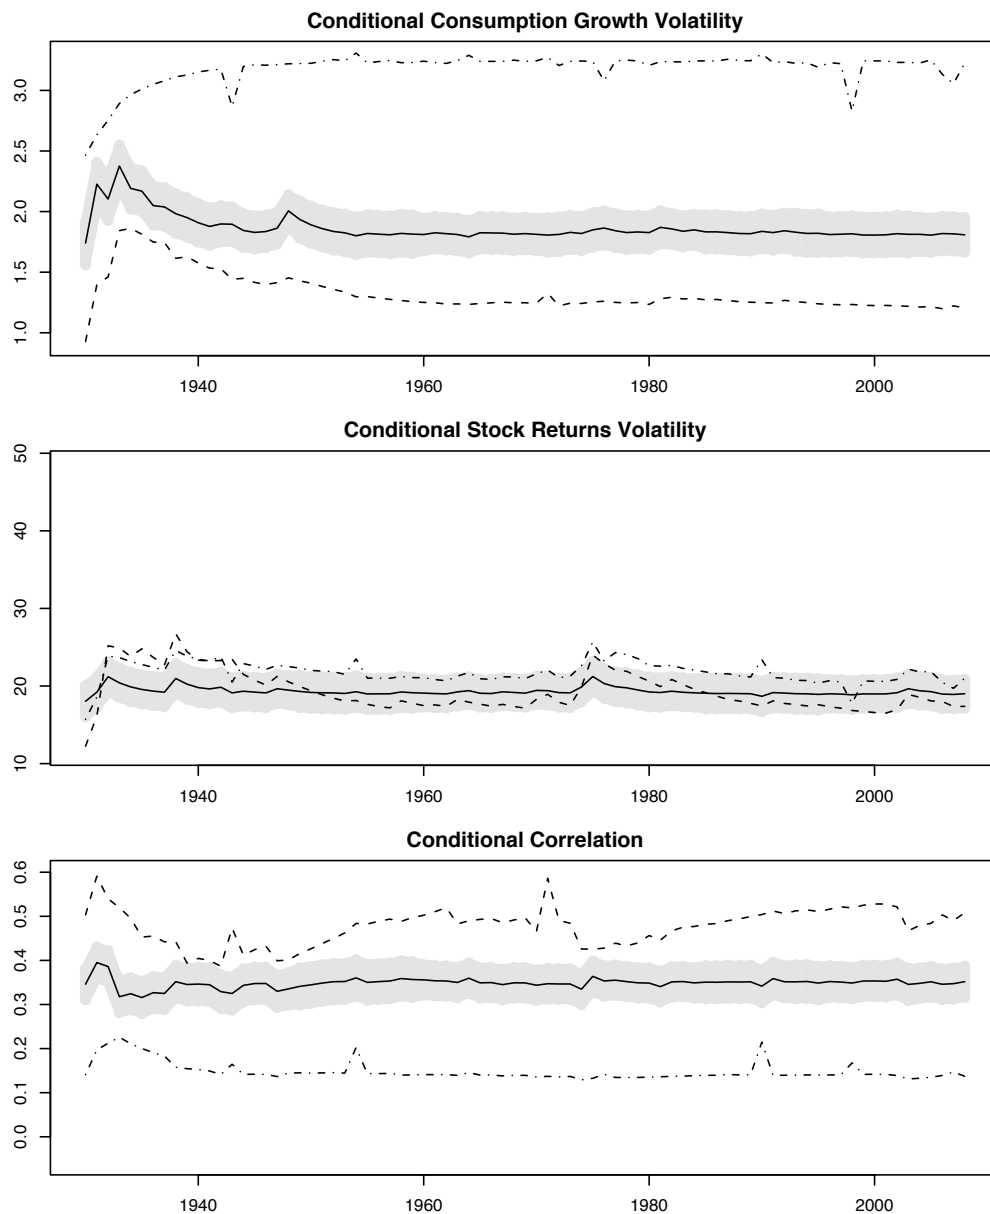 Conditional Consumption Growth Volatility
3.0
2.5
2.0
1.5
1.0
1940 1960 1980 2000
Conditional Stock Returns Volatility
50
40
30
20
10
1940 1960 1980 2000
Conditional Correlation
0.6
0.5
0.4
0.3
0.2
0.1
0.0
1940 1960 1980 2000